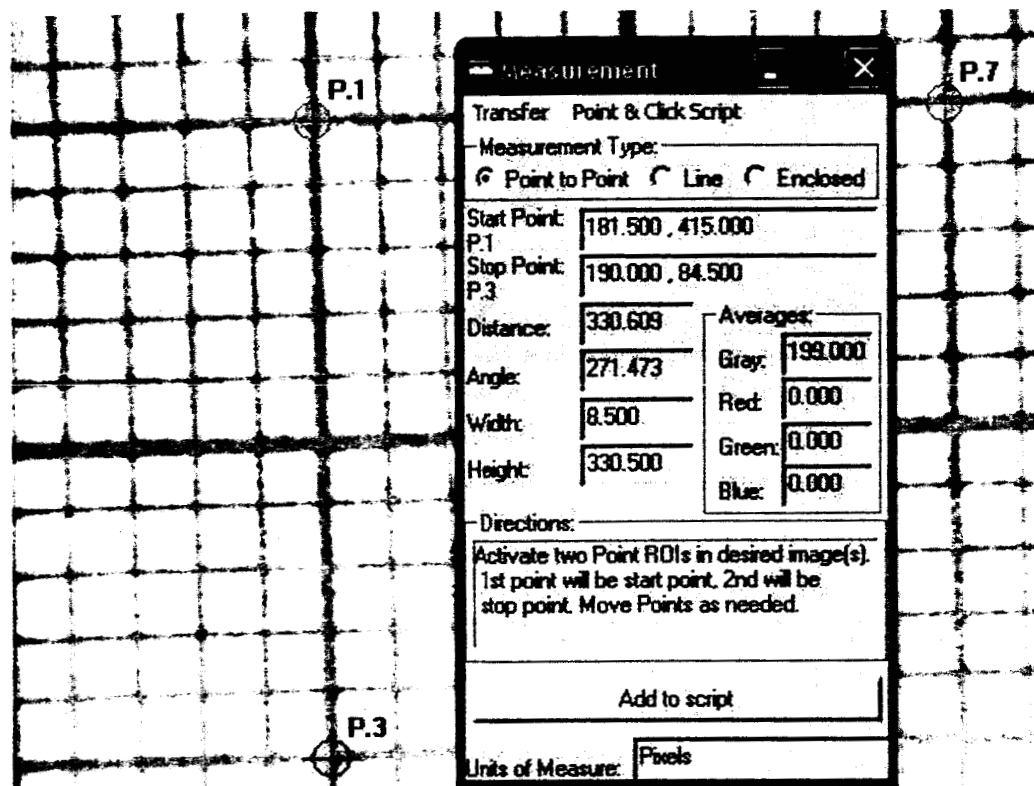 P.1
P.7
Measurement
Transfer Point & Click Script
Measurement Type:
Point to Point Line Enclosed
Start Point: 181.500 , 415.000
P.1
Stop Point: 190.000 , 84.500
P.3
Distance: 330.609
Averages:
Angle: 271.473
Gray: 199.000
Width: 8.500
Red: 0.000
Height: 330.500
Green: 0.000
Blue: 0.000
Directions:
Activate two Point ROIs in desired image(s).
1st point will be start point, 2nd will be
stop point. Move Points as needed.
Add to script
P.3
Units of Measure: Pixels